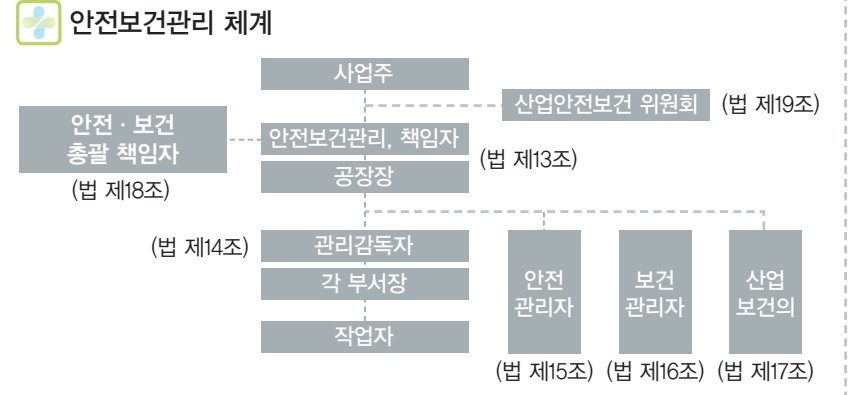 안전보건관리 체계
사업주
산업안전보건 위원회 (법 제19조)
안전 · 보건
총괄 책임자
(법 제18조)
안전보건관리, 책임자
(법 제13조)
공장장
(법 제14조)
관리감독자
각 부서장
작업자
안전
관리자
(법 제15조)
보건
관리자
(법 제16조)
산업
보건의
(법 제17조)